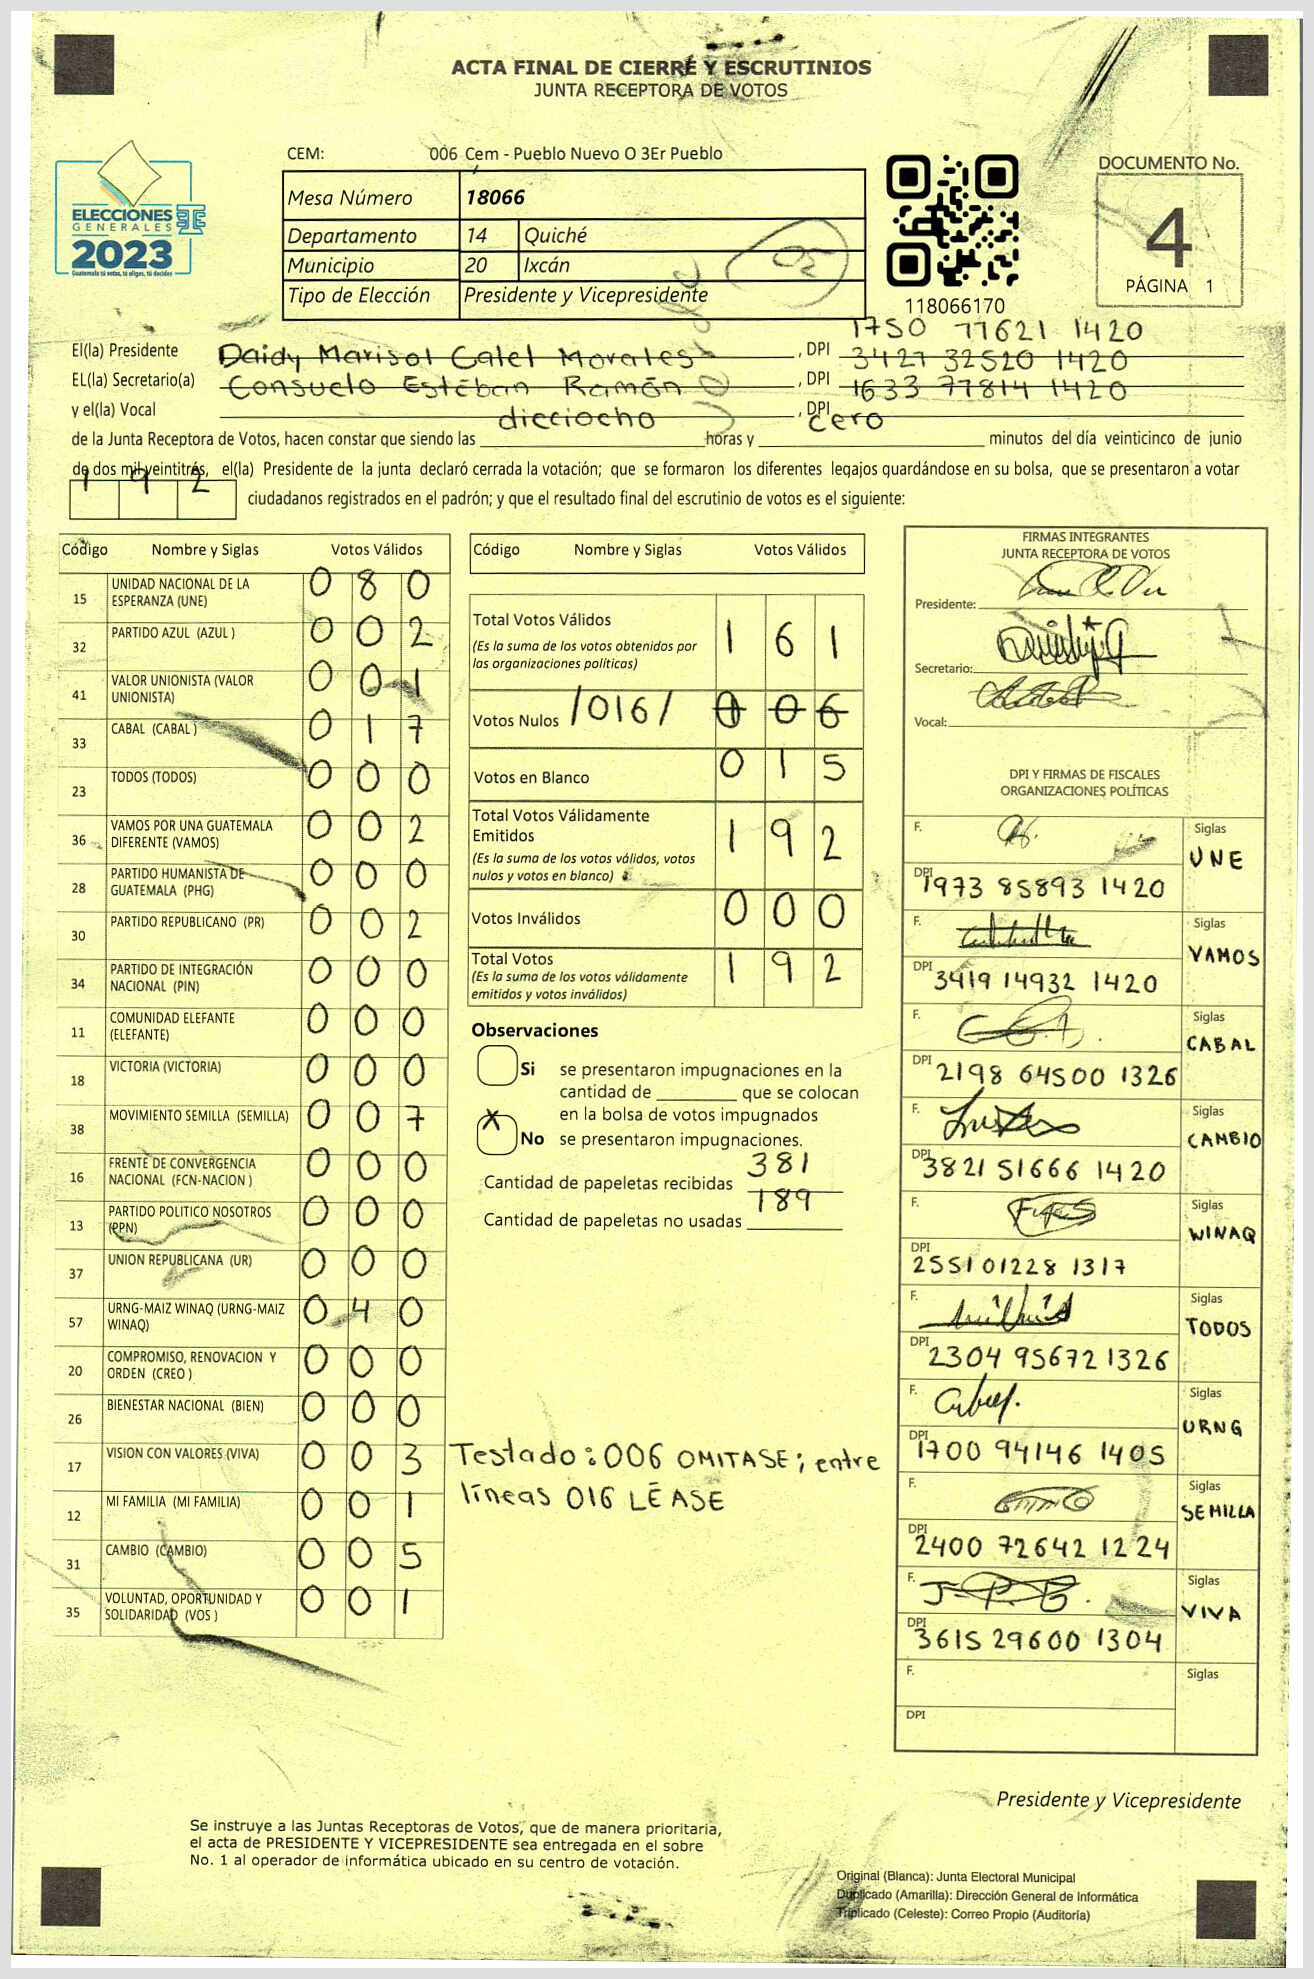 ACTA FINAL DE CIERRE Y ESCRUTINIOS
JUNTA RECEPTORA DE VOTOS
CEM: 006 Cem - Pueblo Nuevo O 3Er Pueblo
ELECCIONES
GENERALES
2023
Guatemala tú votas, tú eliges, tú decides
Mesa Número 18066
Departamento 14 Quiché
Municipio 20 Ixcán
Tipo de Elección Presidente y Vicepresidente
118066170
DOCUMENTO No.
4
PÁGINA 1
1750 77621 1420
El(la) Presidente Daidy Marisol Catel Morales, DPI 3427 32520 1420
EL(la) Secretario(a) Consuelo Estéban Ramón, DPI 1633 77814 1420
y el(la) Vocal , DPI
de la Junta Receptora de Votos, hacen constar que siendo las dieciocho horas y cero minutos del día veinticinco de junio
de dos mil veintitrés, el(la) Presidente de la junta declaró cerrada la votación; que se formaron los diferentes legajos guardándose en su bolsa, que se presentaron a votar
192 ciudadanos registrados en el padrón; y que el resultado final del escrutinio de votos es el siguiente:
Código Nombre y Siglas Votos Válidos
15 UNIDAD NACIONAL DE LA ESPERANZA (UNE) 0 8 0
32 PARTIDO AZUL (AZUL ) 0 0 2
41 VALOR UNIONISTA (VALOR UNIONISTA) 0 0 1
33 CABAL (CABAL ) 0 1 7
23 TODOS (TODOS) 0 0 0
36 VAMOS POR UNA GUATEMALA DIFERENTE (VAMOS) 0 0 2
28 PARTIDO HUMANISTA DE GUATEMALA (PHG) 0 0 0
30 PARTIDO REPUBLICANO (PR) 0 0 2
34 PARTIDO DE INTEGRACIÓN NACIONAL (PIN) 0 0 0
11 COMUNIDAD ELEFANTE (ELEFANTE) 0 0 0
18 VICTORIA (VICTORIA) 0 0 0
38 MOVIMIENTO SEMILLA (SEMILLA) 0 0 7
16 FRENTE DE CONVERGENCIA NACIONAL (FCN-NACION ) 0 0 0
13 PARTIDO POLITICO NOSOTROS (PPN) 0 0 0
37 UNION REPUBLICANA (UR) 0 0 0
57 URNG-MAIZ WINAQ (URNG-MAIZ WINAQ) 0 4 0
20 COMPROMISO, RENOVACION Y ORDEN (CREO ) 0 0 0
26 BIENESTAR NACIONAL (BIEN) 0 0 0
17 VISION CON VALORES (VIVA) 0 0 3
12 MI FAMILIA (MI FAMILIA) 0 0 1
31 CAMBIO (CAMBIO) 0 0 5
35 VOLUNTAD, OPORTUNIDAD Y SOLIDARIDAD (VOS ) 0 0 1
Código Nombre y Siglas Votos Válidos
Total Votos Válidos 1 6 1
(Es la suma de los votos obtenidos por
las organizaciones políticas)
Votos Nulos /016/ 0 0 6
Votos en Blanco 0 1 5
Total Votos Válidamente
Emitidos 1 9 2
(Es la suma de los votos válidos, votos
nulos y votos en blanco)
Votos Inválidos 0 0 0
Total Votos 1 9 2
(Es la suma de los votos válidamente
emitidos y votos inválidos)
Observaciones
Si se presentaron impugnaciones en la
cantidad de ________ que se colocan
en la bolsa de votos impugnados
X No se presentaron impugnaciones.
Cantidad de papeletas recibidas 381
Cantidad de papeletas no usadas 189
Testado: 006 OMITASE; entre
líneas 016 LÉASE
FIRMAS INTEGRANTES
JUNTA RECEPTORA DE VOTOS
Presidente:
Secretario:
Vocal:
DPI Y FIRMAS DE FISCALES
ORGANIZACIONES POLÍTICAS
F. Siglas UNE
DPI 1973 85893 1420
F. Siglas VAMOS
DPI 3419 14932 1420
F. Siglas CABAL
DPI 2198 64500 1326
F. Siglas CAMBIO
DPI 3821 51666 1420
F. Siglas WINAQ
DPI 2551 01228 1317
F. Siglas TODOS
DPI 2304 95672 1326
F. Siglas URNG
DPI 1700 94146 1405
F. Siglas SEMILLA
DPI 2400 72642 1224
F. Siglas VIVA
DPI 3615 29600 1304
F. Siglas
DPI
Presidente y Vicepresidente
Se instruye a las Juntas Receptoras de Votos, que de manera prioritaria,
el acta de PRESIDENTE Y VICEPRESIDENTE sea entregada en el sobre
No. 1 al operador de informática ubicado en su centro de votación.
Original (Blanca): Junta Electoral Municipal
Duplicado (Amarilla): Dirección General de Informática
Triplicado (Celeste): Correo Propio (Auditoría)